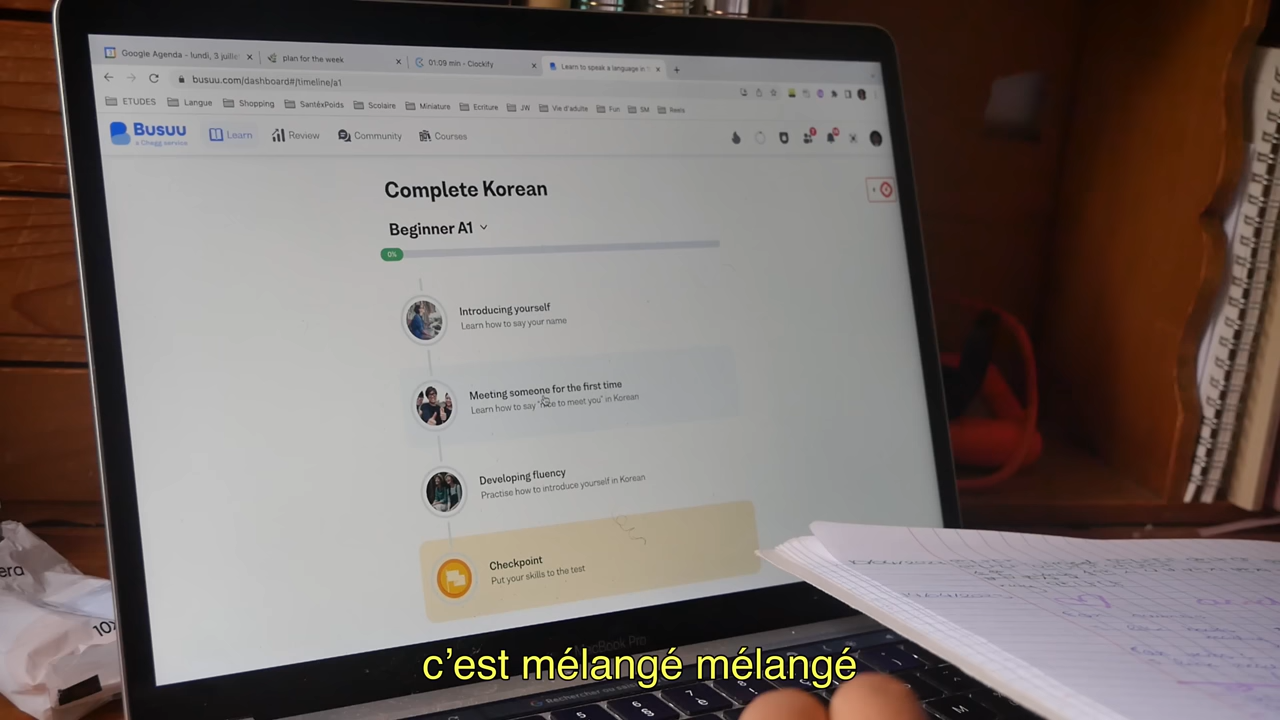 Google Agenda - lundi, 3 juille
plan for the week
01:09 min - Clockify
Learn to speak a language in
busuu.com/dashboard#/timeline/a1
ETUDES Langue Shopping SantéxPoids Scolaire Miniature Ecriture JW Vie d'adulte Fun SM Reels
Busuu
a Chegg service
Learn Review Community Courses
Complete Korean
Beginner A1
0%
Introducing yourself
Learn how to say your name
Meeting someone for the first time
Learn how to say "nice to meet you" in Korean
Developing fluency
Practise how to introduce yourself in Korean
Checkpoint
Put your skills to the test
MacBook Pro
c'est mélangé mélangé